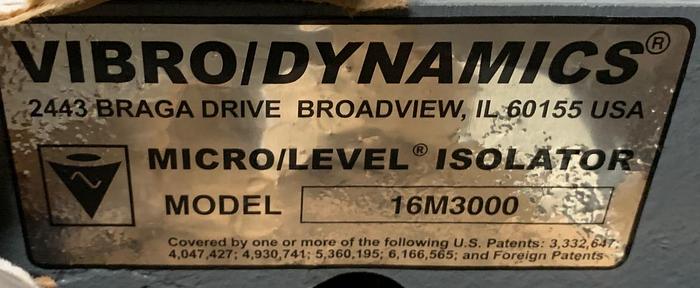 VIBRO/DYNAMICS®
2443 BRAGA DRIVE BROADVIEW, IL 60155 USA
MICRO/LEVEL® ISOLATOR
MODEL 16M3000
Covered by one or more of the following U.S. Patents: 3,332,647;
4,047,427; 4,930,741; 5,360,195; 6,166,565; and Foreign Patents